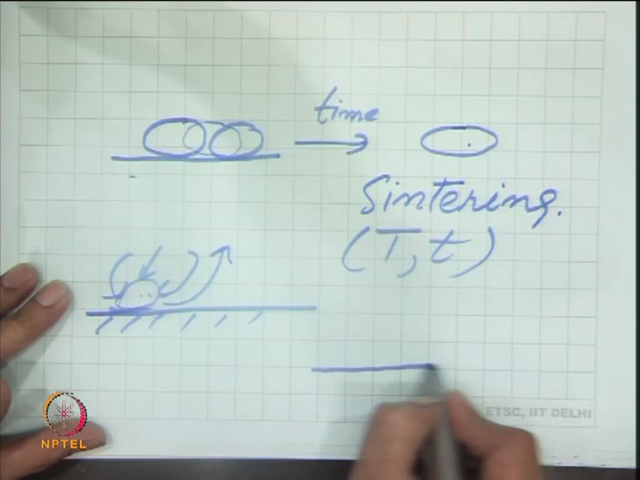 time
Sintering.
(T, t)
ETSC, IIT DELHI
NPTEL